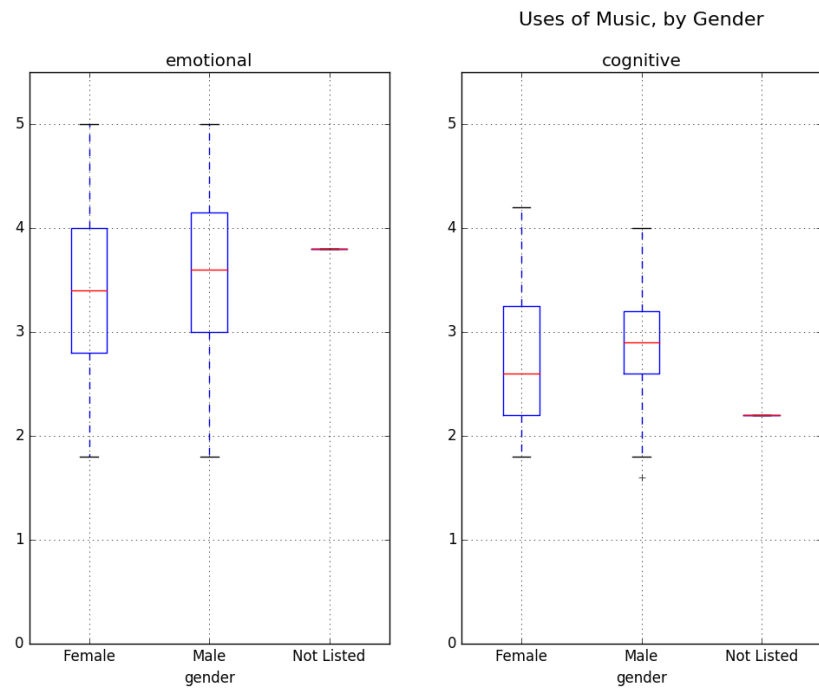 Uses of Music, by Gender
emotional
5
4
3
2
1
0
Female Male Not Listed
gender
cognitive
5
4
3
2
1
0
Female Male Not Listed
gender